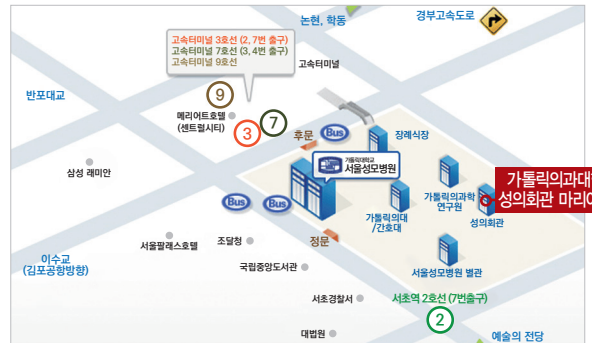 논현, 학동
경부고속도로
고속터미널 3호선 (2, 7번 출구)
고속터미널 7호선 (3, 4번 출구)
고속터미널 9호선
고속터미널
반포대교
9
메리어트호텔
(센트럴시티)
3
7
후문
Bus
장례식장
가톨릭대학교
서울성모병원
삼성 래미안
가톨릭의과학
연구원
가톨릭의과대
성의회관 마리아
성의회관
가톨릭의대
/간호대
Bus
Bus
서울팔래스호텔
조달청
정문
이수교
(김포공항방향)
국립중앙도서관
서울성모병원 별관
서초경찰서
서초역 2호선 (7번출구)
2
대법원
예술의 전당